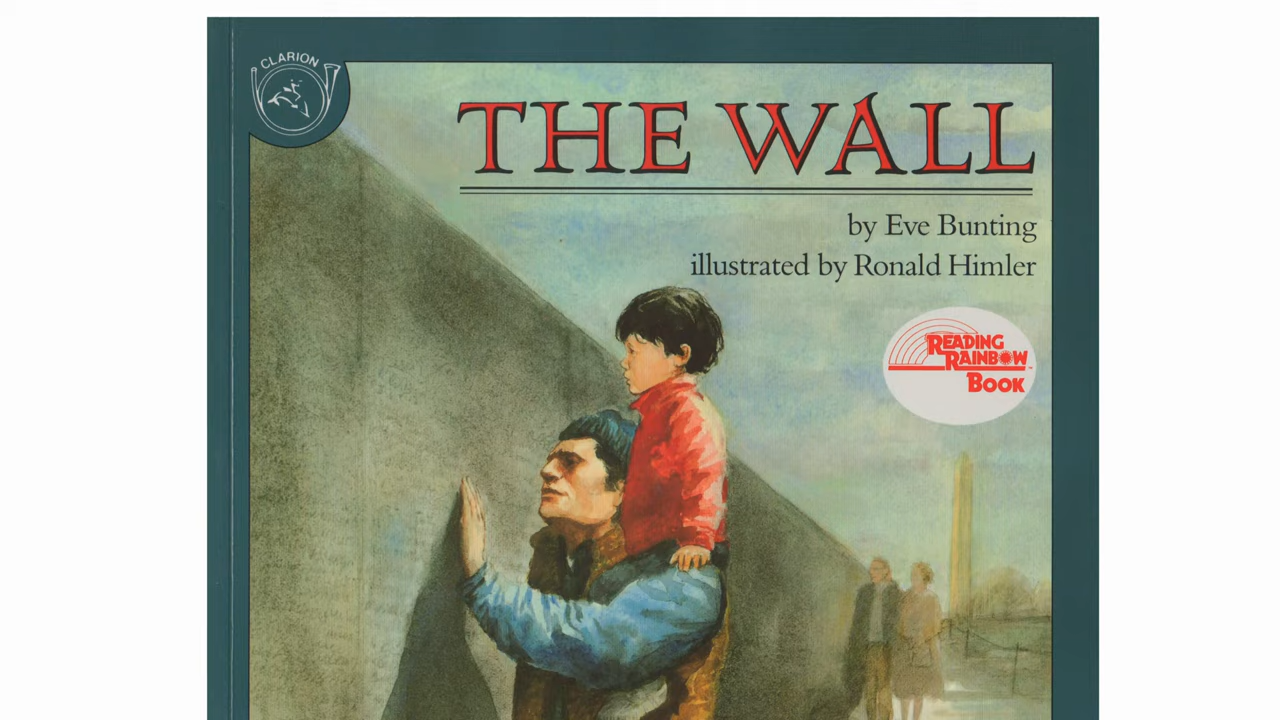 CLARION
THE WALL
by Eve Bunting
illustrated by Ronald Himler
READING
RAINBOW
BOOK